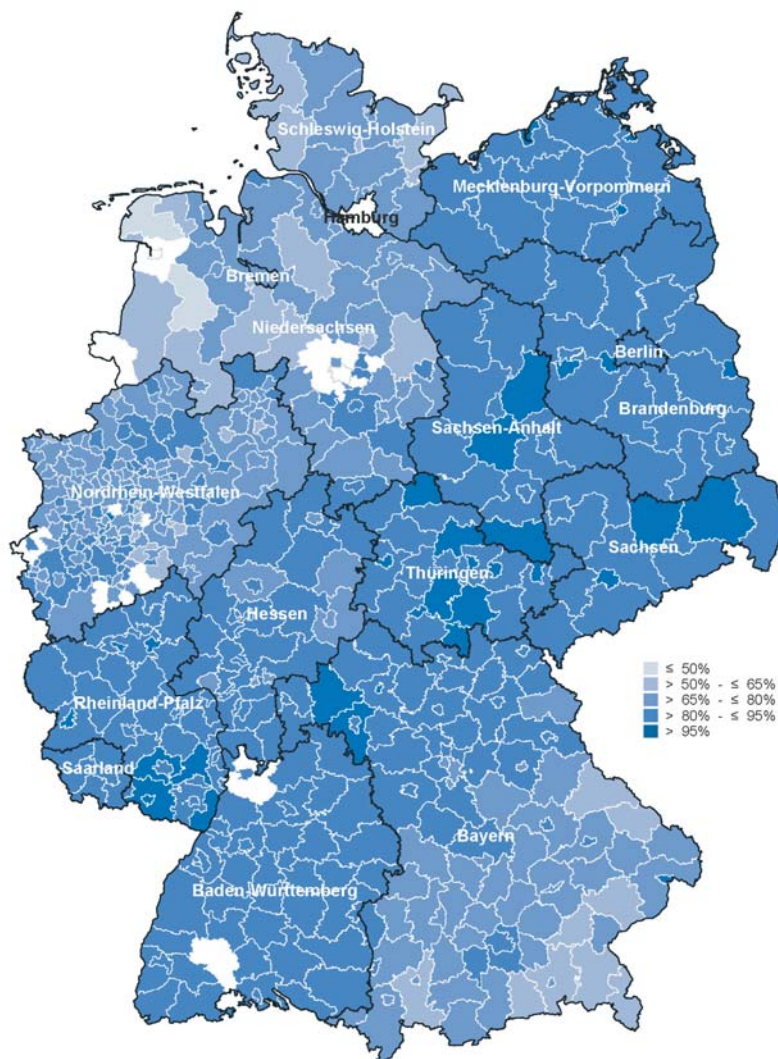 Schleswig-Holstein
Mecklenburg-Vorpommern
Hamburg
Bremen
Niedersachsen
Berlin
Brandenburg
Sachsen-Anhalt
Nordrhein-Westfalen
Sachsen
Thüringen
Hessen
Rheinland-Pfalz
Saarland
Bayern
Baden-Württemberg
≤ 50%
> 50% - ≤ 65%
> 65% - ≤ 80%
> 80% - ≤ 95%
> 95%